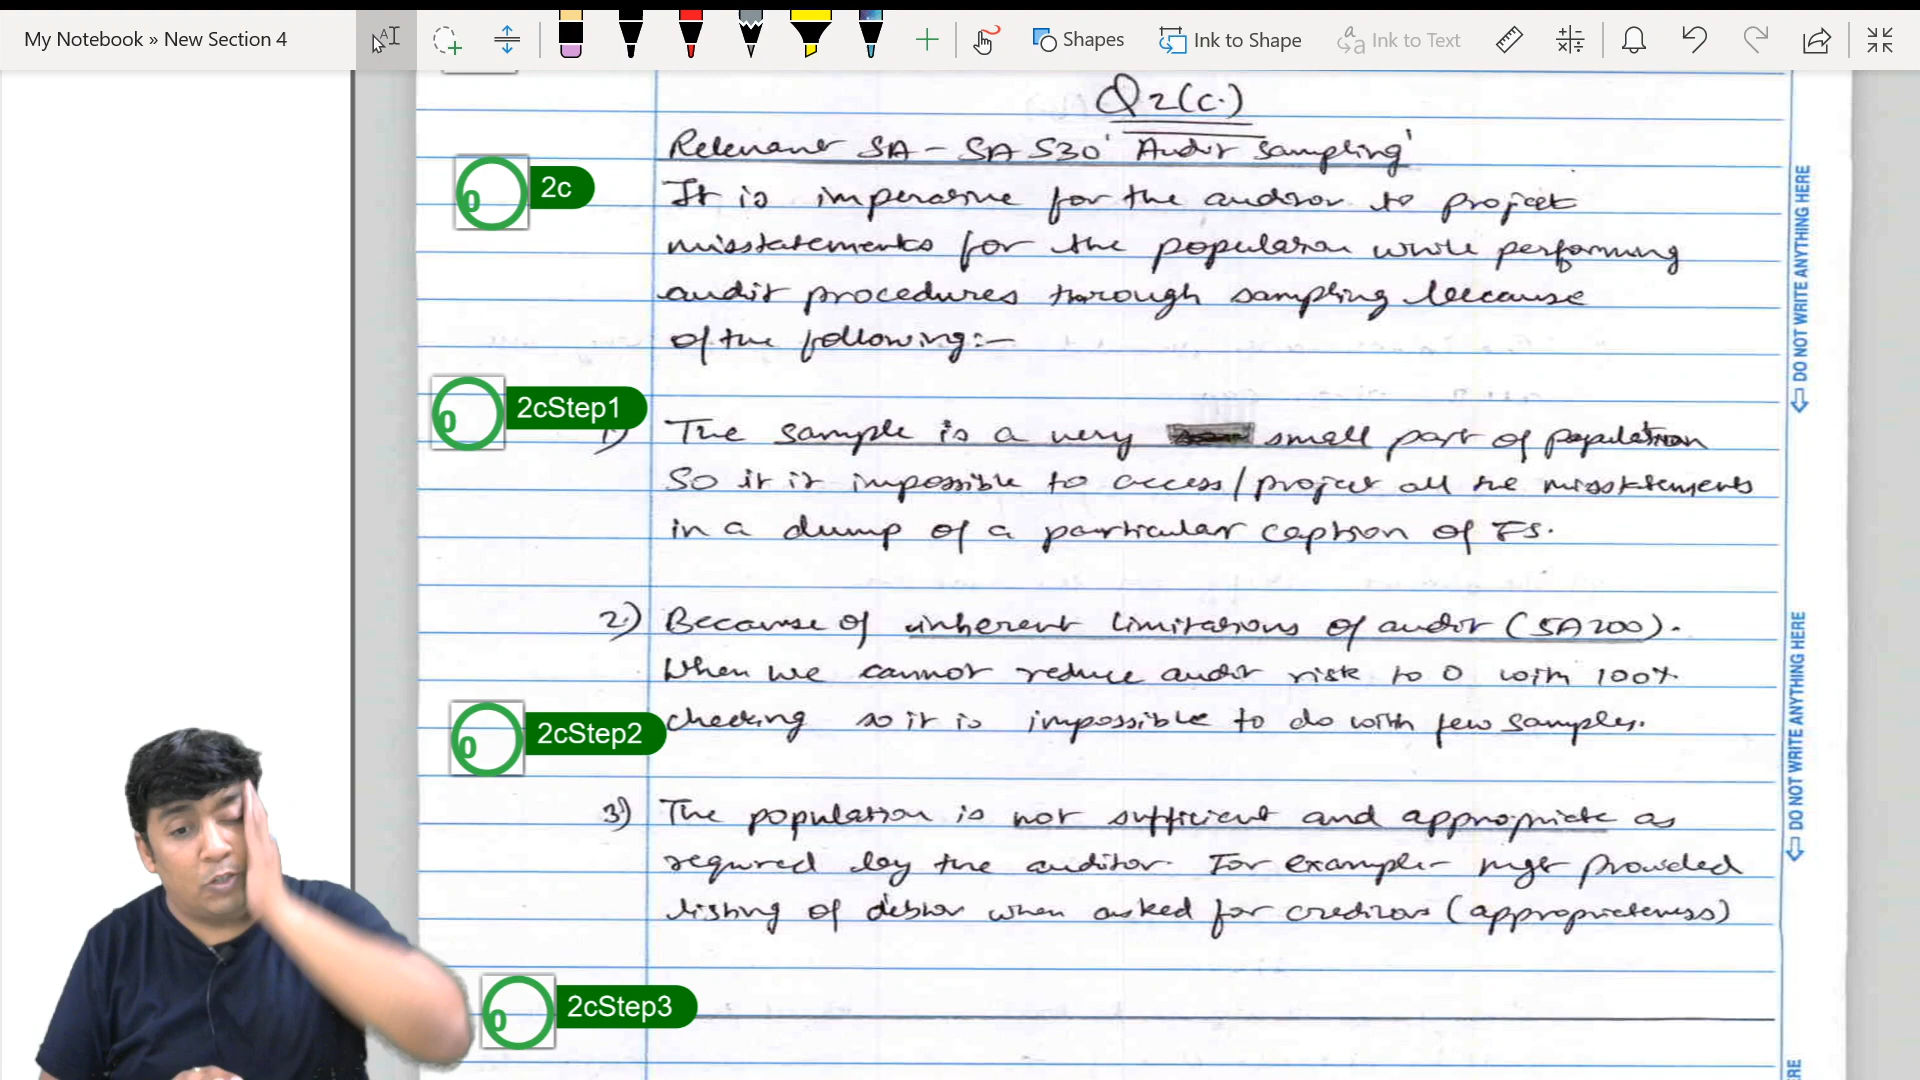 My Notebook » New Section 4
Shapes
Ink to Shape
Ink to Text
Q2(c.)
Relevant SA - SA 530 'Audit Sampling'
0 2c
It is imperative for the auditor to project
misstatements for the population while performing
audit procedures through sampling because
of the following:-
0 2cStep1
1) The sample is a very small part of population
So it is impossible to access/project all the misstatements
in a dump of a particular caption of FS.
2) Because of inherent limitations of audit (SA200).
When we cannot reduce audit risk to 0 with 100%
0 2cStep2
checking so it is impossible to do with few samples.
3) The population is not sufficient and appropriate as
required by the auditor. For example- mgt provided
listing of debtor when asked for creditors (appropriateness)
0 2cStep3
DO NOT WRITE ANYTHING HERE
DO NOT WRITE ANYTHING HERE
RE